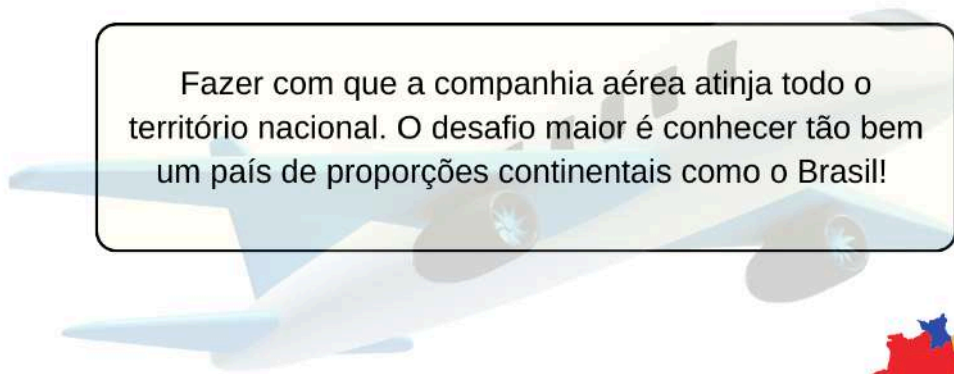 Fazer com que a companhia aérea atinja todo o
território nacional. O desafio maior é conhecer tão bem
um país de proporções continentais como o Brasil!